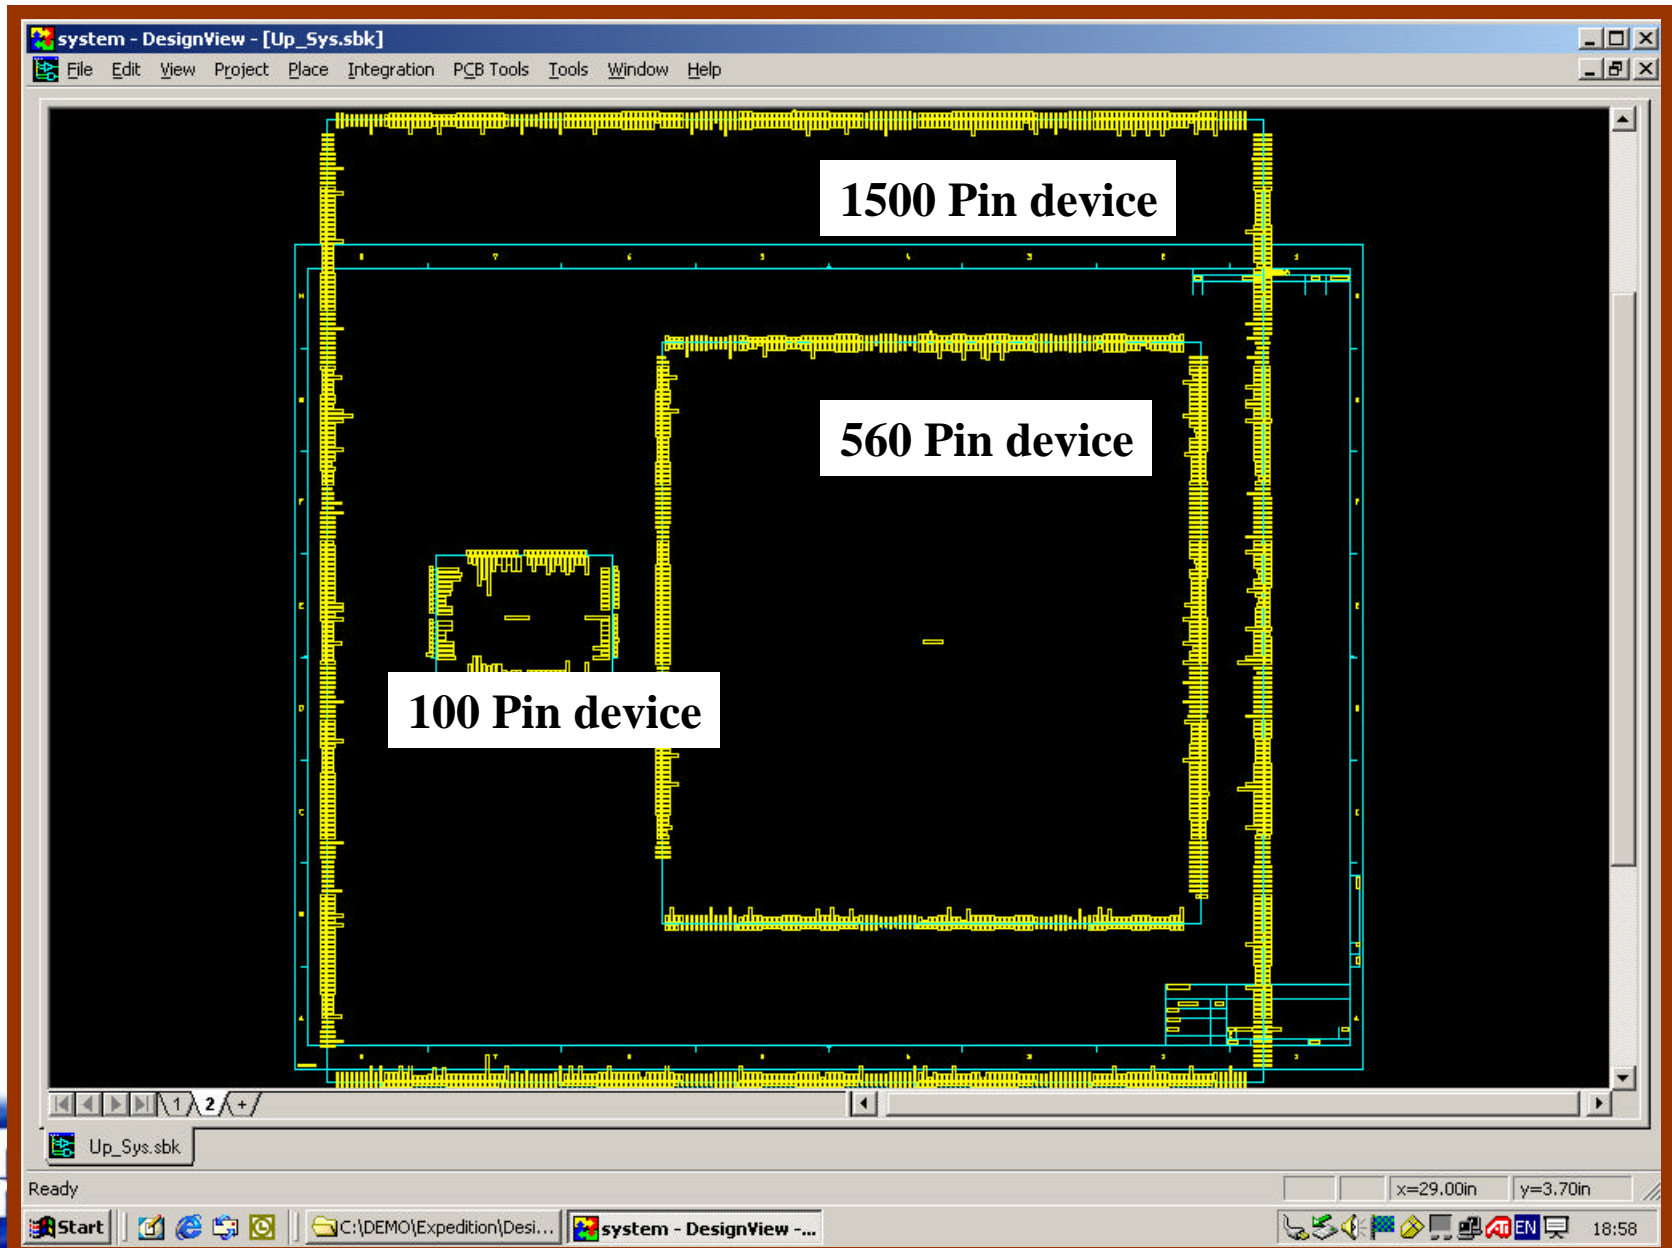 system - DesignView - [Up_Sys.sbk]
File Edit View Project Place Integration PCB Tools Tools Window Help
1500 Pin device
560 Pin device
100 Pin device
1 2 +
Up_Sys.sbk
Ready
x=29.00in y=3.70in
Start C:\DEMO\Expedition\Desi... system - DesignView -... ATI EN 18:58